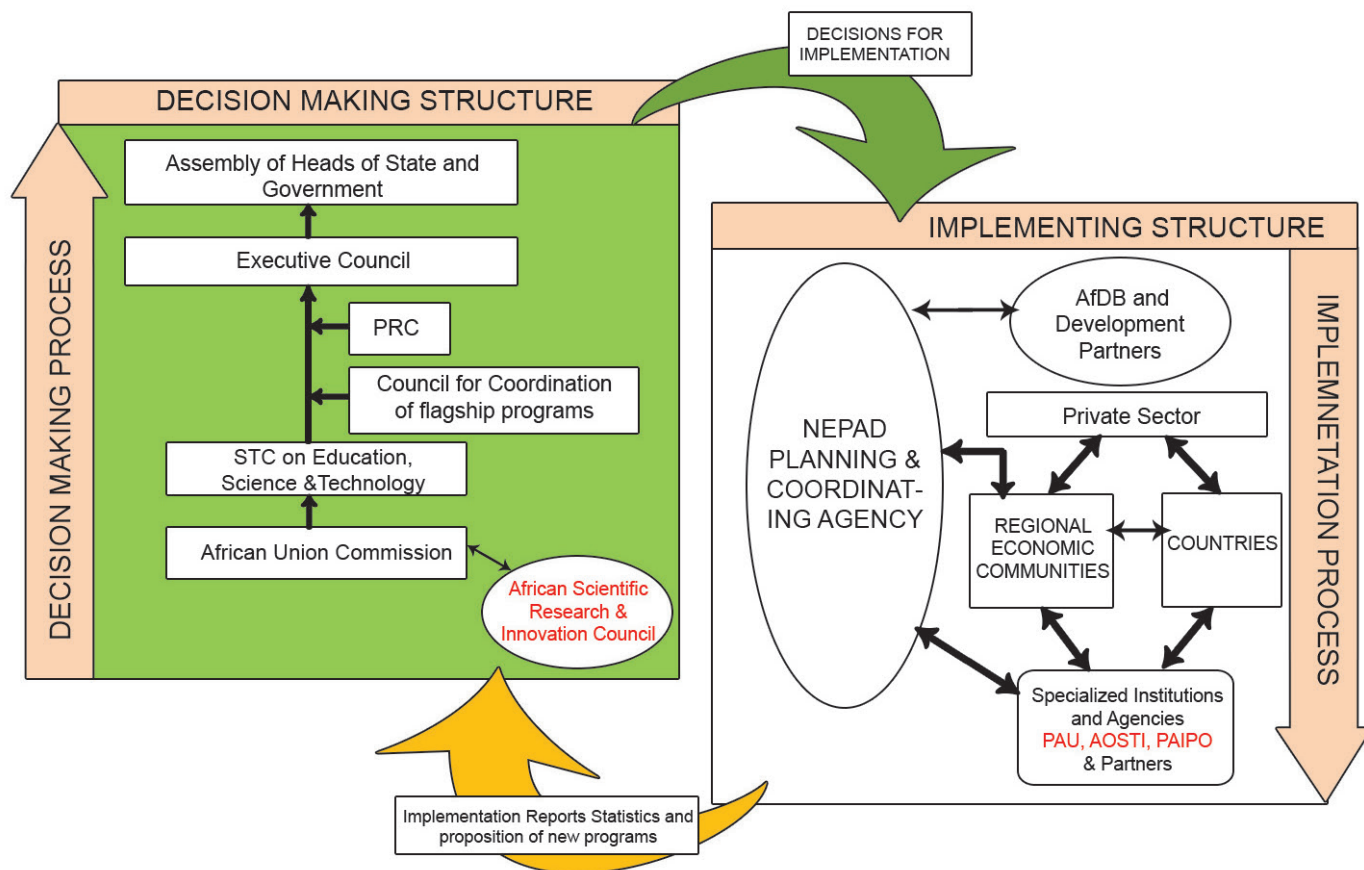 DECISIONS FOR
IMPLEMENTATION
DECISION MAKING STRUCTURE
DECISION MAKING PROCESS
Assembly of Heads of State and
Government
Executive Council
PRC
Council for Coordination
of flagship programs
STC on Education,
Science &Technology
African Union Commission
African Scientific
Research &
Innovation Council
IMPLEMENTING STRUCTURE
IMPLEMNETATION PROCESS
AfDB and
Development
Partners
Private Sector
NEPAD
PLANNING &
COORDINAT-
ING AGENCY
REGIONAL
ECONOMIC
COMMUNITIES
COUNTRIES
Specialized Institutions
and Agencies
PAU, AOSTI, PAIPO
& Partners
Implementation Reports Statistics and
proposition of new programs